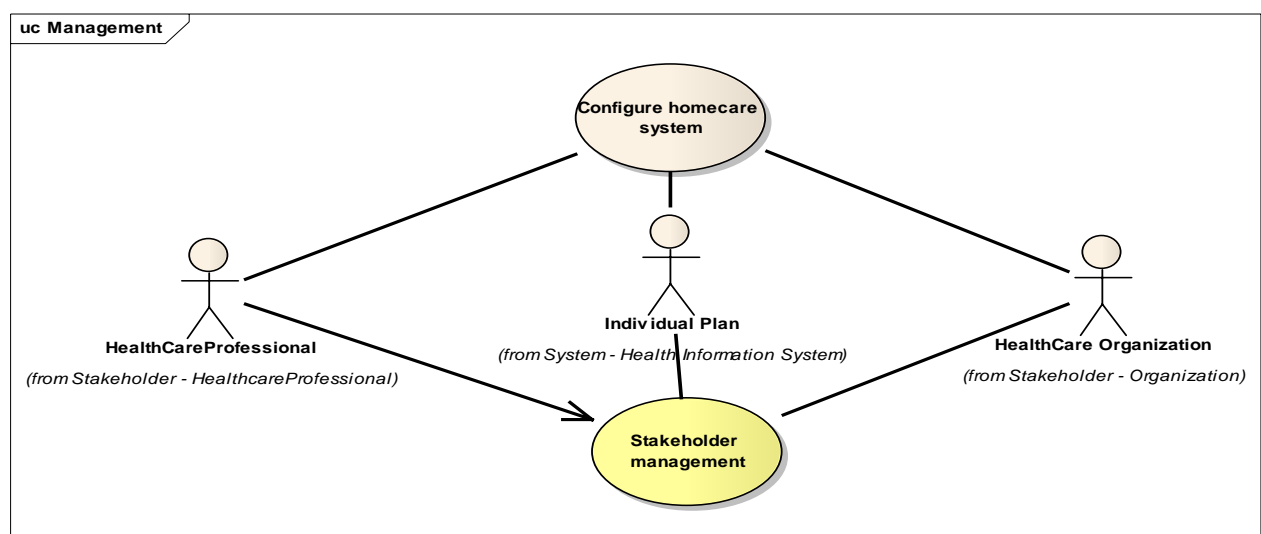 uc Management
Configure homecare
system
HealthCareProfessional
(from Stakeholder - HealthcareProfessional)
Individual Plan
(from System - Health Information System)
HealthCare Organization
(from Stakeholder - Organization)
Stakeholder
management